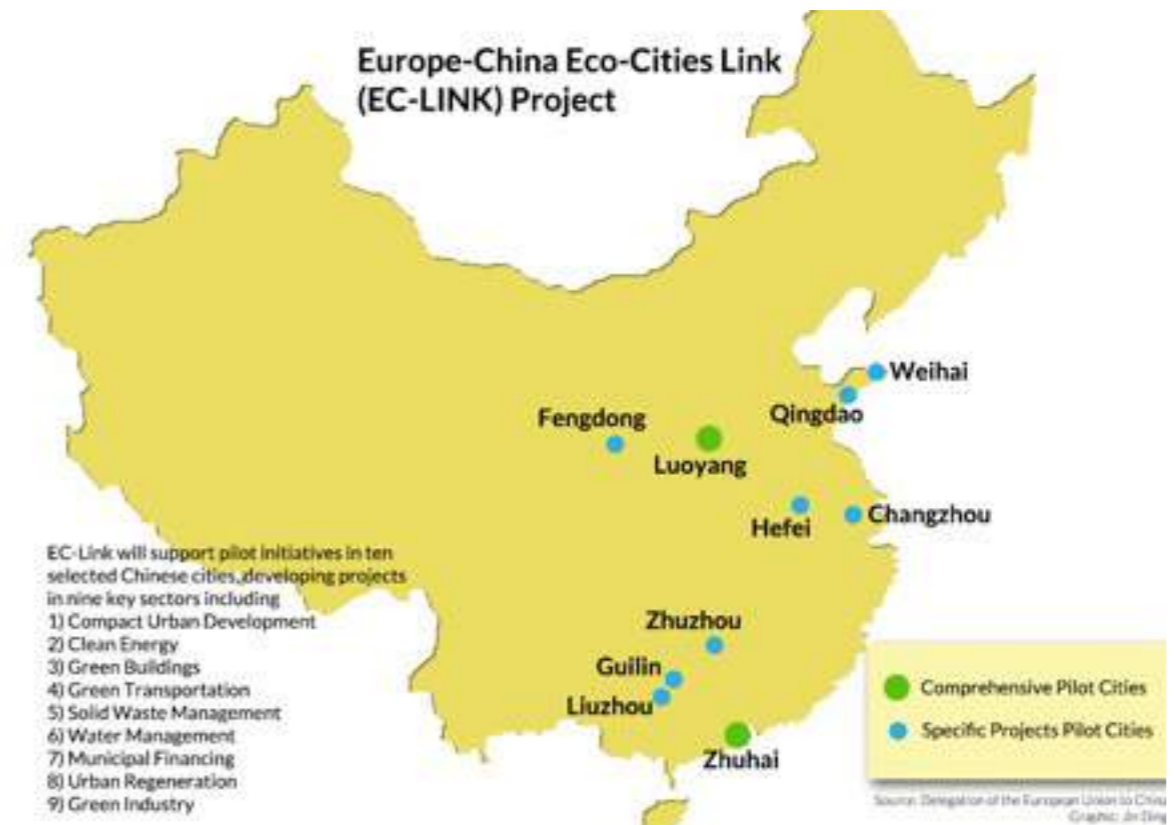 Europe-China Eco-Cities Link
(EC-LINK) Project
Weihai
Qingdao
Fengdong
Luoyang
Hefei
Changzhou
EC-Link will support pilot initiatives in ten
selected Chinese cities, developing projects
in nine key sectors including
1) Compact Urban Development
2) Clean Energy
3) Green Buildings
4) Green Transportation
5) Solid Waste Management
6) Water Management
7) Municipal Financing
8) Urban Regeneration
9) Green Industry
Zhuzhou
Guilin
Liuzhou
Zhuhai
Comprehensive Pilot Cities
Specific Projects Pilot Cities
Source: Delegation of the European Union to China
Graphic: Jin Ding